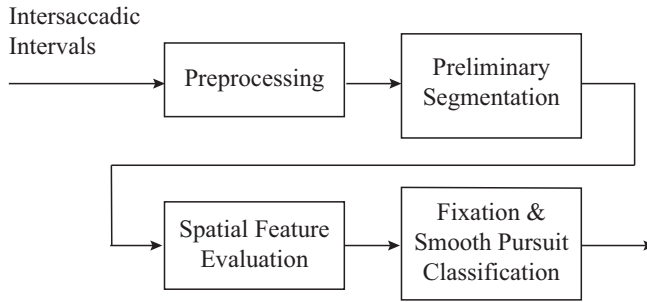 Intersaccadic
Intervals
Preprocessing
Preliminary
Segmentation
Spatial Feature
Evaluation
Fixation &
Smooth Pursuit
Classification